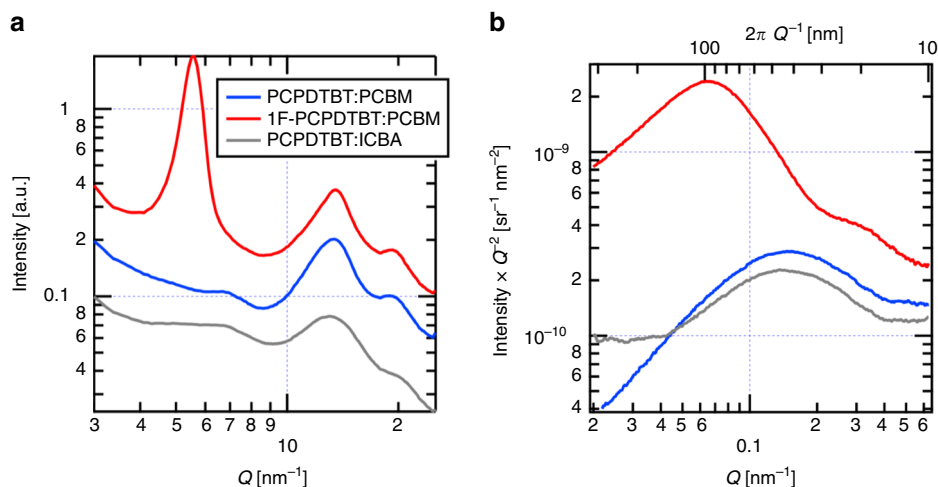 a
Intensity [a.u.]
1
4
2
0.1
8
6
4
PCPDTBT:PCBM
1F-PCPDTBT:PCBM
PCPDTBT:ICBA
3 4 5 6 7 8 9 10 2
Q [nm⁻¹]
b
2π Q⁻¹ [nm]
100 10
Intensity × Q⁻² [sr⁻¹ nm⁻²]
2
10⁻⁹
8
6
4
2
10⁻¹⁰
8
6
4
2 3 4 5 6 0.1 2 3 4 5 6
Q [nm⁻¹]